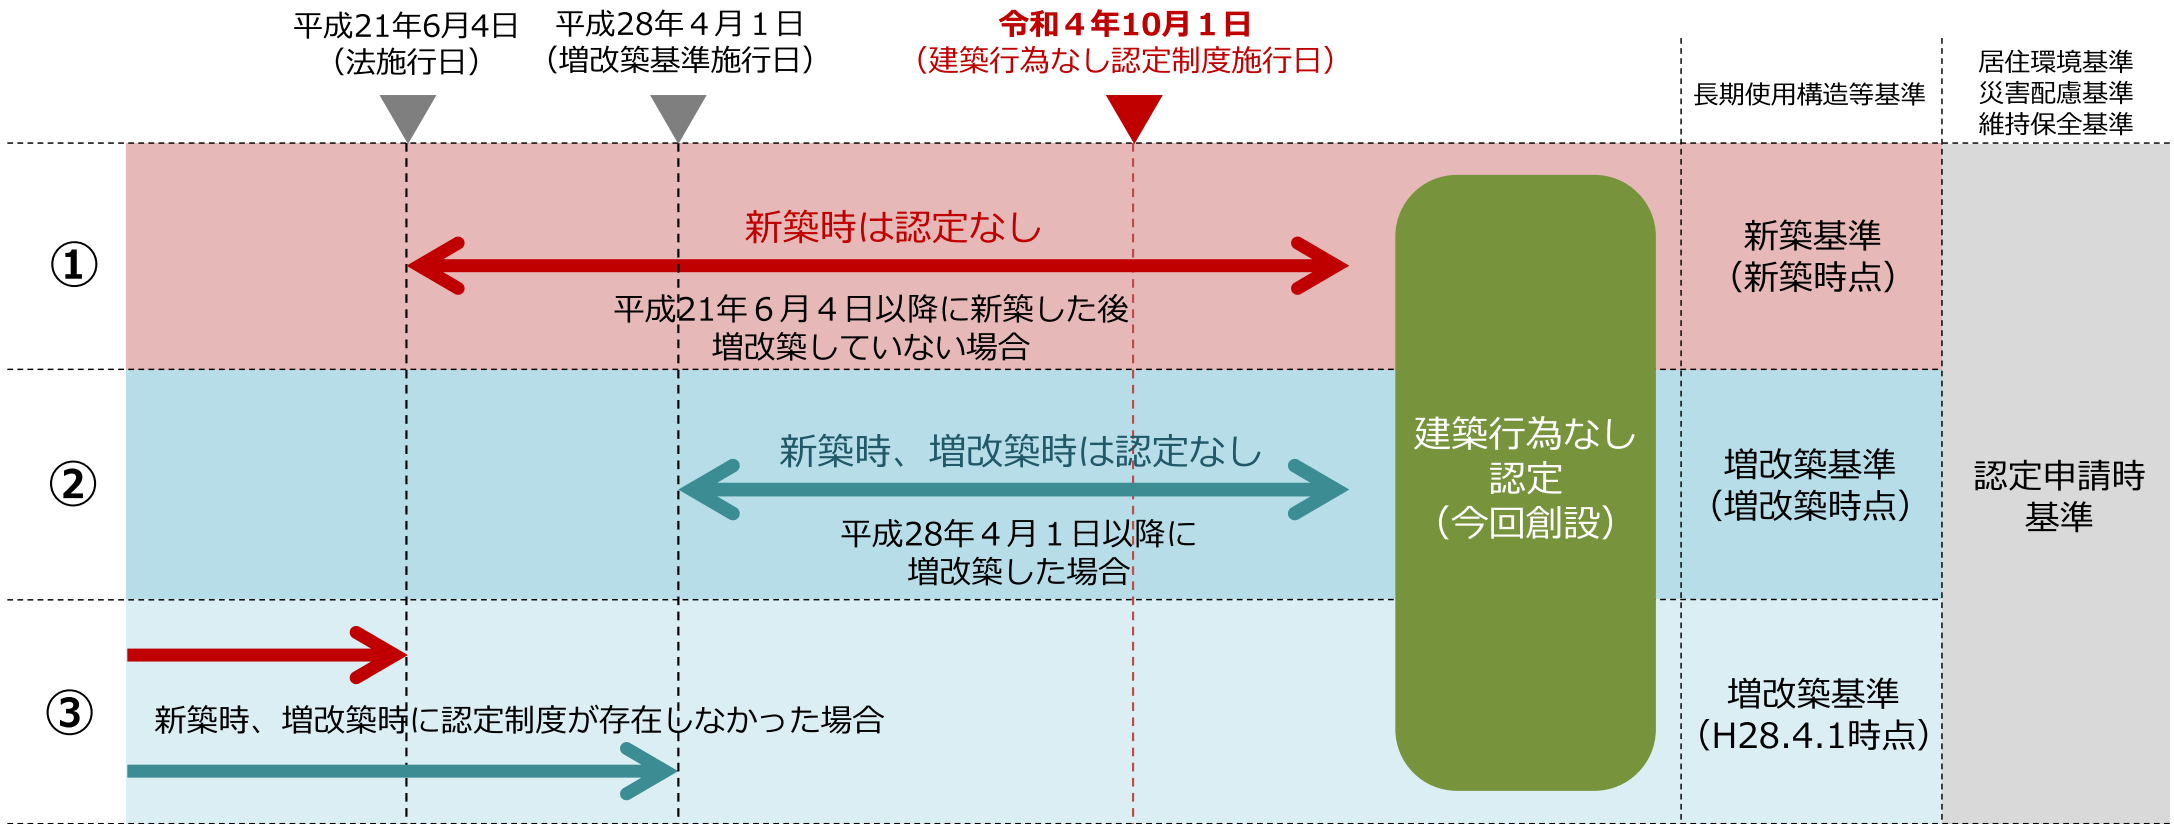 平成21年6月4日
（法施行日）
平成28年４月１日
（増改築基準施行日）
令和４年10月１日
（建築行為なし認定制度施行日）
長期使用構造等基準
居住環境基準
災害配慮基準
維持保全基準
①
新築時は認定なし
平成21年６月４日以降に新築した後
増改築していない場合
新築基準
（新築時点）
②
新築時、増改築時は認定なし
平成28年４月１日以降に
増改築した場合
建築行為なし
認定
（今回創設）
増改築基準
（増改築時点）
認定申請時
基準
③
新築時、増改築時に認定制度が存在しなかった場合
増改築基準
（H28.4.1時点）